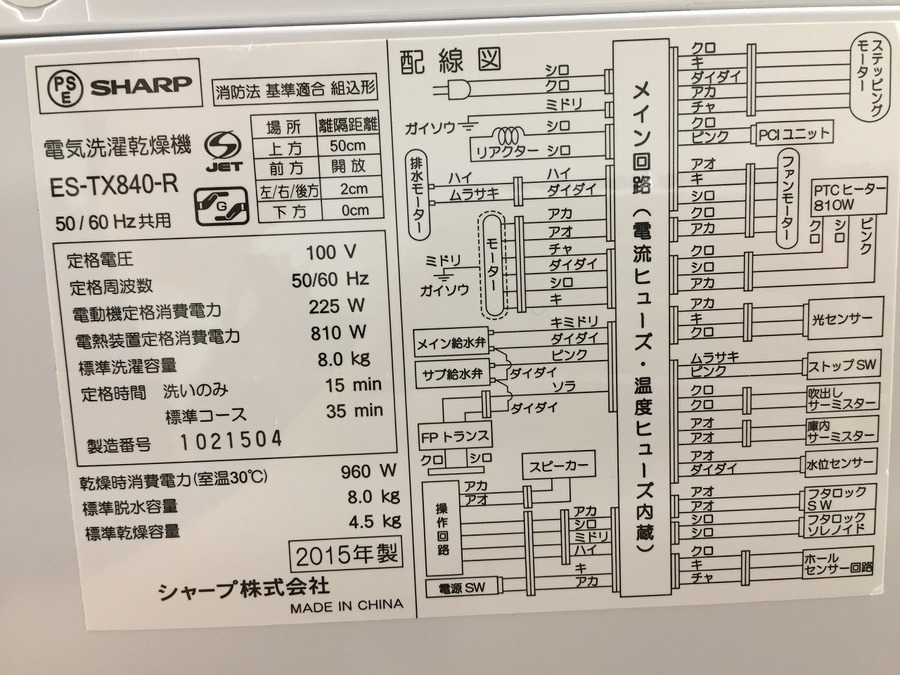 PSE SHARP
消防法 基準適合 組込形
電気洗濯乾燥機
ES-TX840-R
50/60 Hz共用
JET
G
場所 離隔距離
上方 50cm
前方 開放
左/右/後方 2cm
下方 0cm
定格電圧 100 V
定格周波数 50/60 Hz
電動機定格消費電力 225 W
電熱装置定格消費電力 810 W
標準洗濯容量 8.0 kg
定格時間 洗いのみ 15 min
標準コース 35 min
製造番号 1021504
乾燥時消費電力(室温30℃) 960 W
標準脱水容量 8.0 kg
標準乾燥容量 4.5 kg
2015年製
シャープ株式会社
MADE IN CHINA
配線図
シロ
クロ
ミドリ
ガイソウ
シロ
リアクター シロ
排水モーター
ハイ ハイ
ムラサキ ダイダイ
モーター
アカ
アオ
チャ
ミドリ
ダイダイ
ガイソウ
シロ
キ
キミドリ
メイン給水弁 ダイダイ
ピンク
サブ給水弁 ダイダイ
ソラ
ダイダイ
FPトランス
クロ シロ
スピーカー
アカ
アオ
操作回路
アカ
シロ
ミドリ
ハイ
キ
電源SW アカ
メイン回路(電流ヒューズ・温度ヒューズ内蔵)
クロ
キ
ダイダイ
アカ
チャ
ステッピングモーター
クロ
ピンク PCIユニット
アオ
キ
シロ
クロ
アカ
ファンモーター
PTCヒーター
810W
クロ シロ ピンク
クロ
シロ
アカ
アカ
キ
クロ
光センサー
ムラサキ
ピンク ストップSW
クロ
クロ
吹出し
サーミスター
アオ
アオ
庫内
サーミスター
アオ
ダイダイ 水位センサー
アオ
アオ
フタロック
SW
シロ
シロ
フタロック
ソレノイド
クロ
キ
チャ
ホール
センサー回路